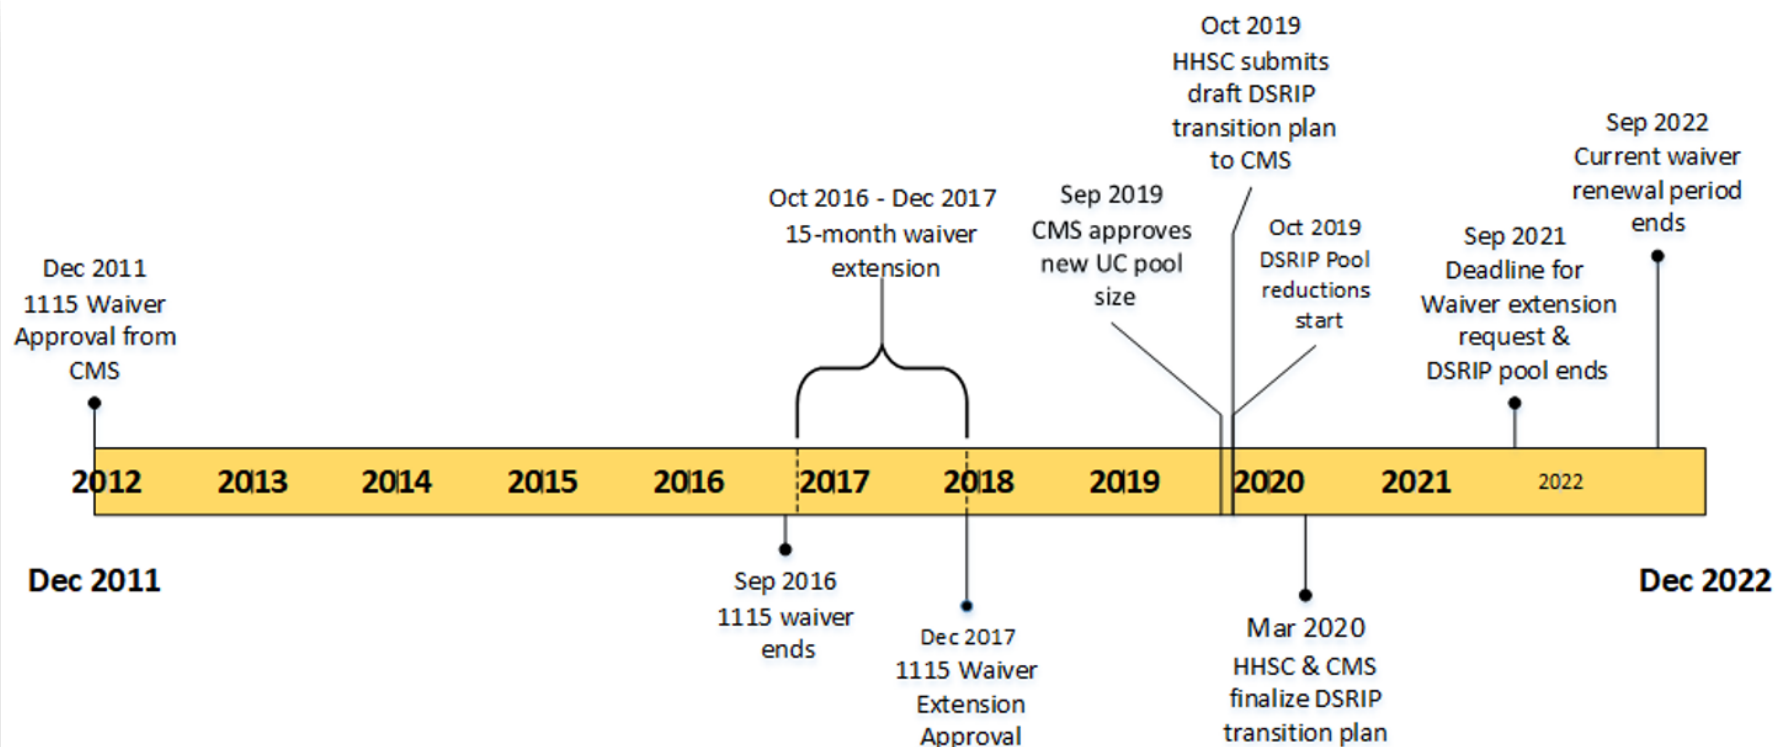 Oct 2019
HHSC submits
draft DSRIP
transition plan
to CMS
Sep 2022
Current waiver
renewal period
ends
Oct 2016 - Dec 2017
15-month waiver
extension
Sep 2019
CMS approves
new UC pool
size
Oct 2019
DSRIP Pool
reductions
start
Sep 2021
Deadline for
Waiver extension
request &
DSRIP pool ends
Dec 2011
1115 Waiver
Approval from
CMS
2012 2013 2014 2015 2016 2017 2018 2019 2020 2021 2022
Dec 2011
Dec 2022
Sep 2016
1115 waiver
ends
Dec 2017
1115 Waiver
Extension
Approval
Mar 2020
HHSC & CMS
finalize DSRIP
transition plan